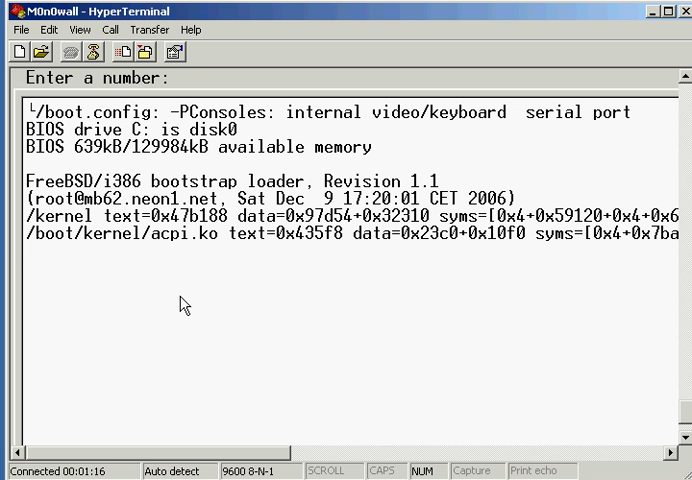 M0n0wall - HyperTerminal
File Edit View Call Transfer Help
Enter a number:
└/boot.config: -PConsoles: internal video/keyboard  serial port
BIOS drive C: is disk0
BIOS 639kB/129984kB available memory
FreeBSD/i386 bootstrap loader, Revision 1.1
(root@mb62.neon1.net, Sat Dec  9 17:20:01 CET 2006)
/kernel text=0x47b188 data=0x97d54+0x32310 syms=[0x4+0x59120+0x4+0x6
/boot/kernel/acpi.ko text=0x435f8 data=0x23c0+0x10f0 syms=[0x4+0x7ba
Connected 00:01:16 Auto detect 9600 8-N-1 SCROLL CAPS NUM Capture Print echo